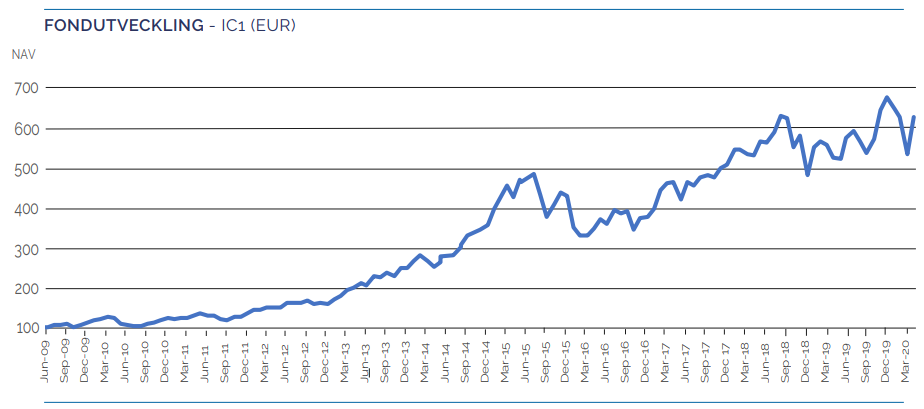 FONDUTVECKLING - IC1 (EUR)
NAV
700
600
500
400
300
200
100
Jun-09
Sep-09
Dec-09
Mar-10
Jun-10
Sep-10
Dec-10
Mar-11
Jun-11
Sep-11
Dec-11
Mar-12
Jun-12
Sep-12
Dec-12
Mar-13
Jun-13
Sep-13
Dec-13
Mar-14
Jun-14
Sep-14
Dec-14
Mar-15
Jun-15
Sep-15
Dec-15
Mar-16
Jun-16
Sep-16
Dec-16
Mar-17
Jun-17
Sep-17
Dec-17
Mar-18
Jun-18
Sep-18
Dec-18
Mar-19
Jun-19
Sep-19
Dec-19
Mar-20